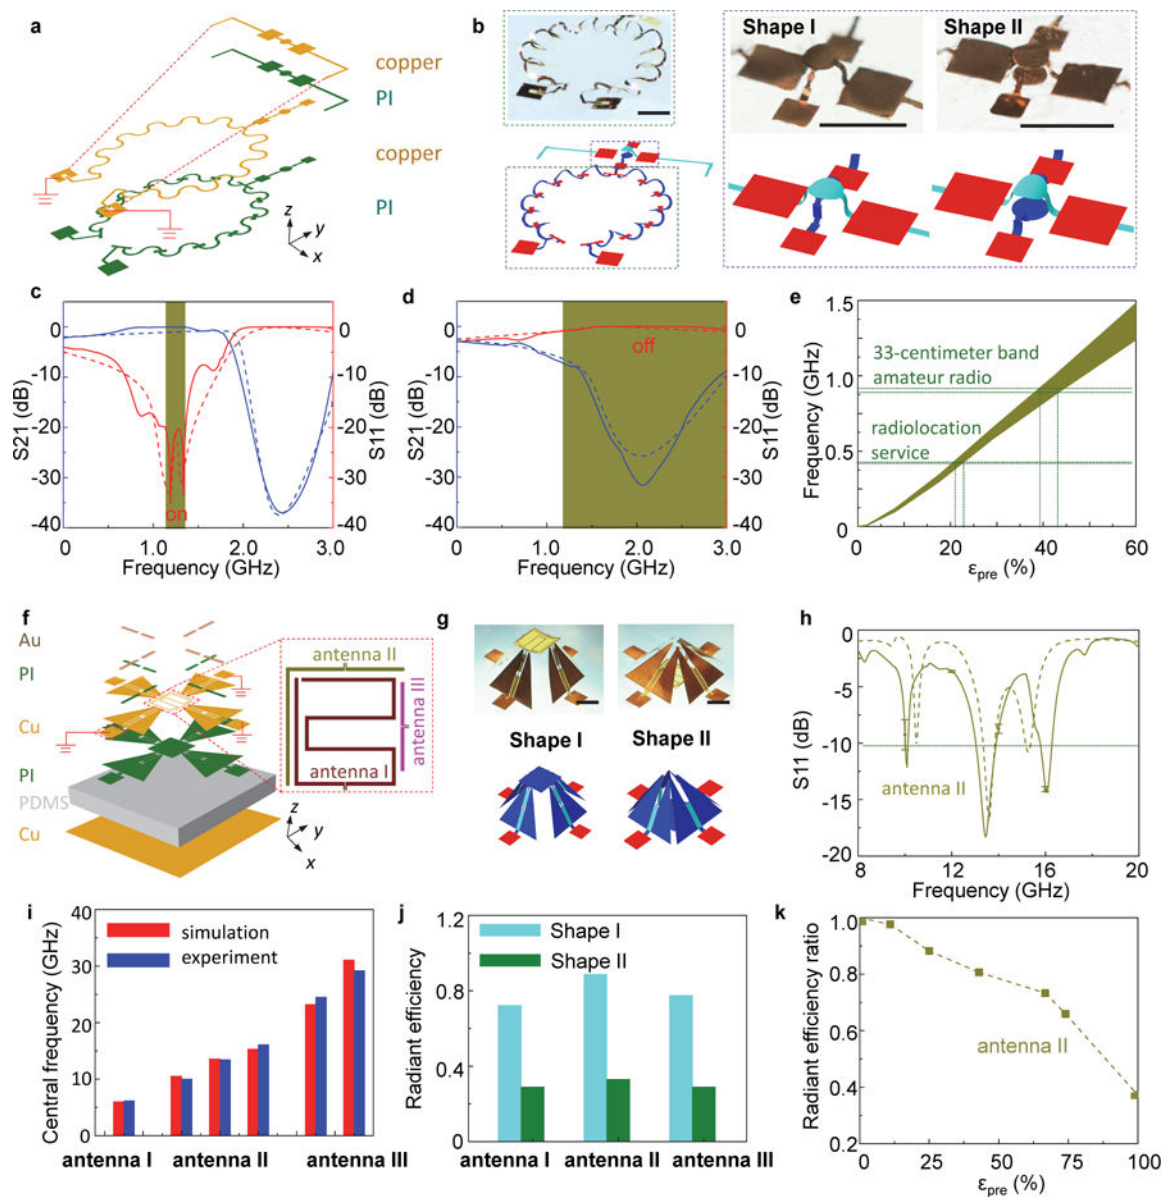 a
copper
PI
copper
PI
z
y
x
b
Shape I
Shape II
c
S21 (dB)
0
-10
-20
-30
-40
on
0
-10
-20
-30
-40
S11 (dB)
0
1.0
2.0
3.0
Frequency (GHz)
d
S21 (dB)
0
-10
-20
-30
-40
off
0
-10
-20
-30
-40
S11 (dB)
0
1.0
2.0
3.0
Frequency (GHz)
e
Frequency (GHz)
1.5
1.0
0.5
0
33-centimeter band
amateur radio
radiolocation
service
0
20
40
60
εpre (%)
f
Au
PI
Cu
PI
PDMS
Cu
antenna II
antenna III
antenna I
z
y
x
g
Shape I
Shape II
h
S11 (dB)
0
-5
-10
-15
-20
antenna II
8
12
16
20
Frequency (GHz)
i
Central frequency (GHz)
40
30
20
10
0
simulation
experiment
antenna I
antenna II
antenna III
j
Radiant efficiency
1.2
0.8
0.4
0
Shape I
Shape II
antenna I
antenna II
antenna III
k
Radiant efficiency ratio
1.0
0.8
0.6
0.4
0.2
antenna II
0
25
50
75
100
εpre (%)